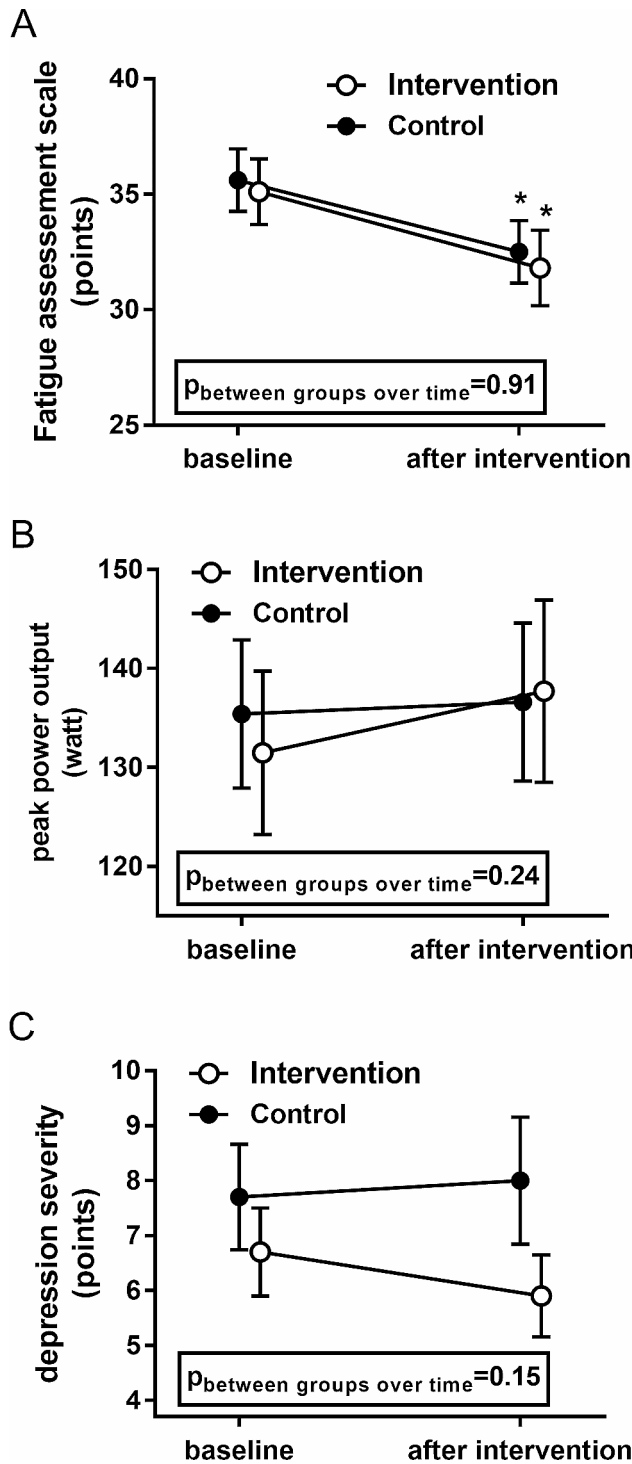 A
Fatigue assessement scale
(points)
40
35
30
25
Intervention
Control
* *
pbetween groups over time=0.91
baseline after intervention
B
peak power output
(watt)
150
140
130
120
Intervention
Control
pbetween groups over time=0.24
baseline after intervention
C
depression severity
(points)
10
9
8
7
6
5
4
Intervention
Control
pbetween groups over time=0.15
baseline after intervention